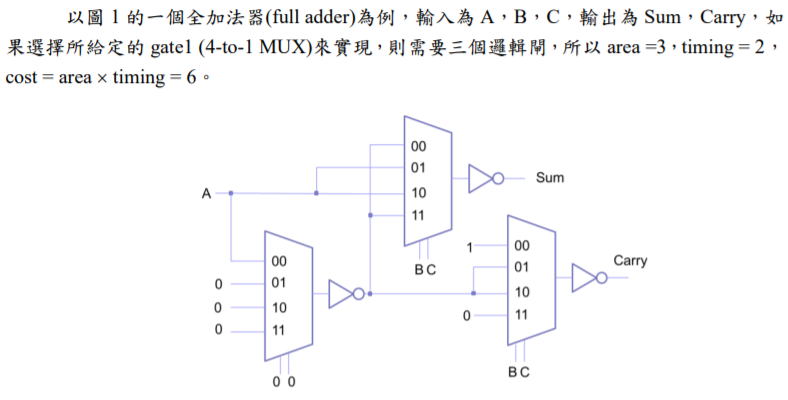 以圖 1 的一個全加法器(full adder)為例，輸入為 A，B，C，輸出為 Sum，Carry，如
果選擇所給定的 gate1 (4-to-1 MUX)來實現，則需要三個邏輯閘，所以 area =3，timing = 2，
cost = area × timing = 6。
00
01
10
11
Sum
A
B C
1
00
01
10
11
0
Carry
B C
00
0
01
0
10
0
11
0 0